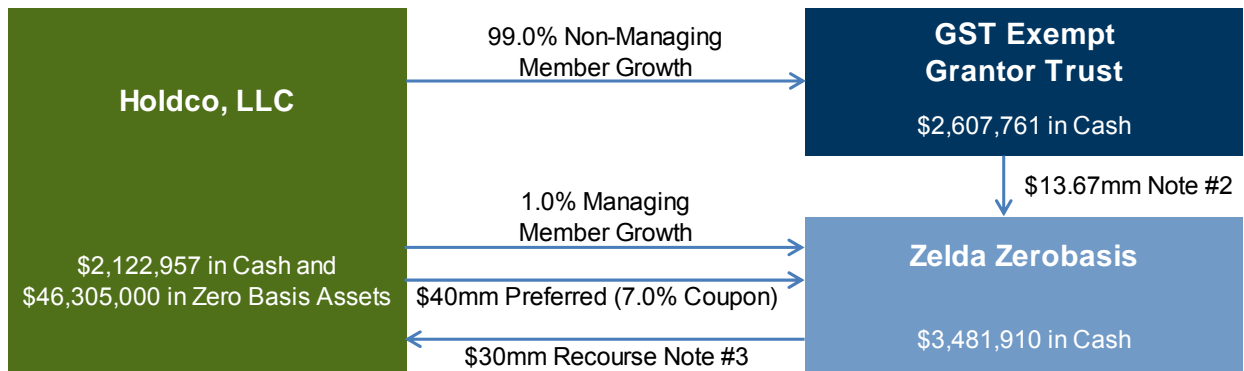 Holdco, LLC
$2,122,957 in Cash and
$46,305,000 in Zero Basis Assets
99.0% Non-Managing
Member Growth
GST Exempt
Grantor Trust
$2,607,761 in Cash
$13.67mm Note #2
1.0% Managing
Member Growth
$40mm Preferred (7.0% Coupon)
$30mm Recourse Note #3
Zelda Zerobasis
$3,481,910 in Cash